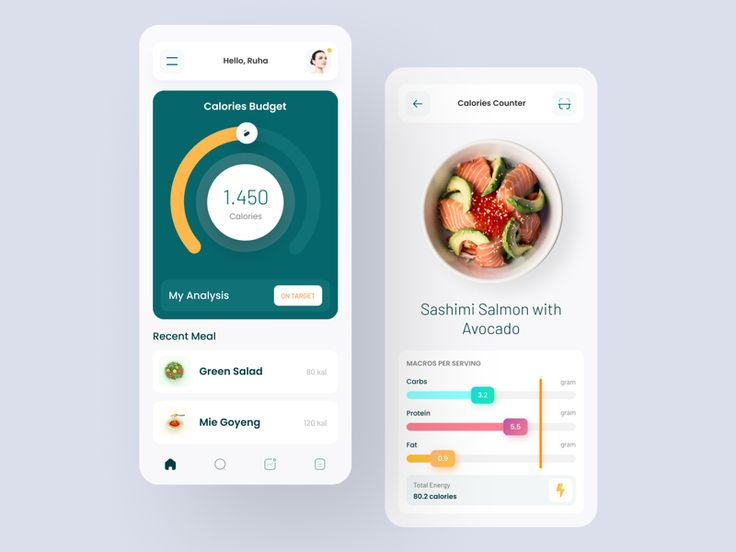 Hello, Ruha
Calories Budget
1.450
Calories
My Analysis
ON TARGET
Recent Meal
Green Salad
80 kal
Mie Goyeng
120 kal
Calories Counter
Sashimi Salmon with
Avocado
MACROS PER SERVING
Carbs
gram
3.2
Protein
gram
5.5
Fat
gram
0.9
Total Energy
80.2 calories